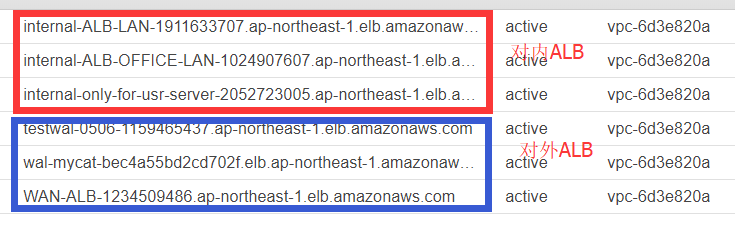 internal-ALB-LAN-1911633707.ap-northeast-1.elb.amazonaw... active vpc-6d3e820a
对内ALB
internal-ALB-OFFICE-LAN-1024907607.ap-northeast-1.elb.a... active vpc-6d3e820a
internal-only-for-usr-server-2052723005.ap-northeast-1.elb.a... active vpc-6d3e820a
testwal-0506-1159465437.ap-northeast-1.elb.amazonaws.com active vpc-6d3e820a
对外ALB
wal-mycat-bec4a55bd2cd702f.elb.ap-northeast-1.amazonaw... active vpc-6d3e820a
WAN-ALB-1234509486.ap-northeast-1.elb.amazonaws.com active vpc-6d3e820a